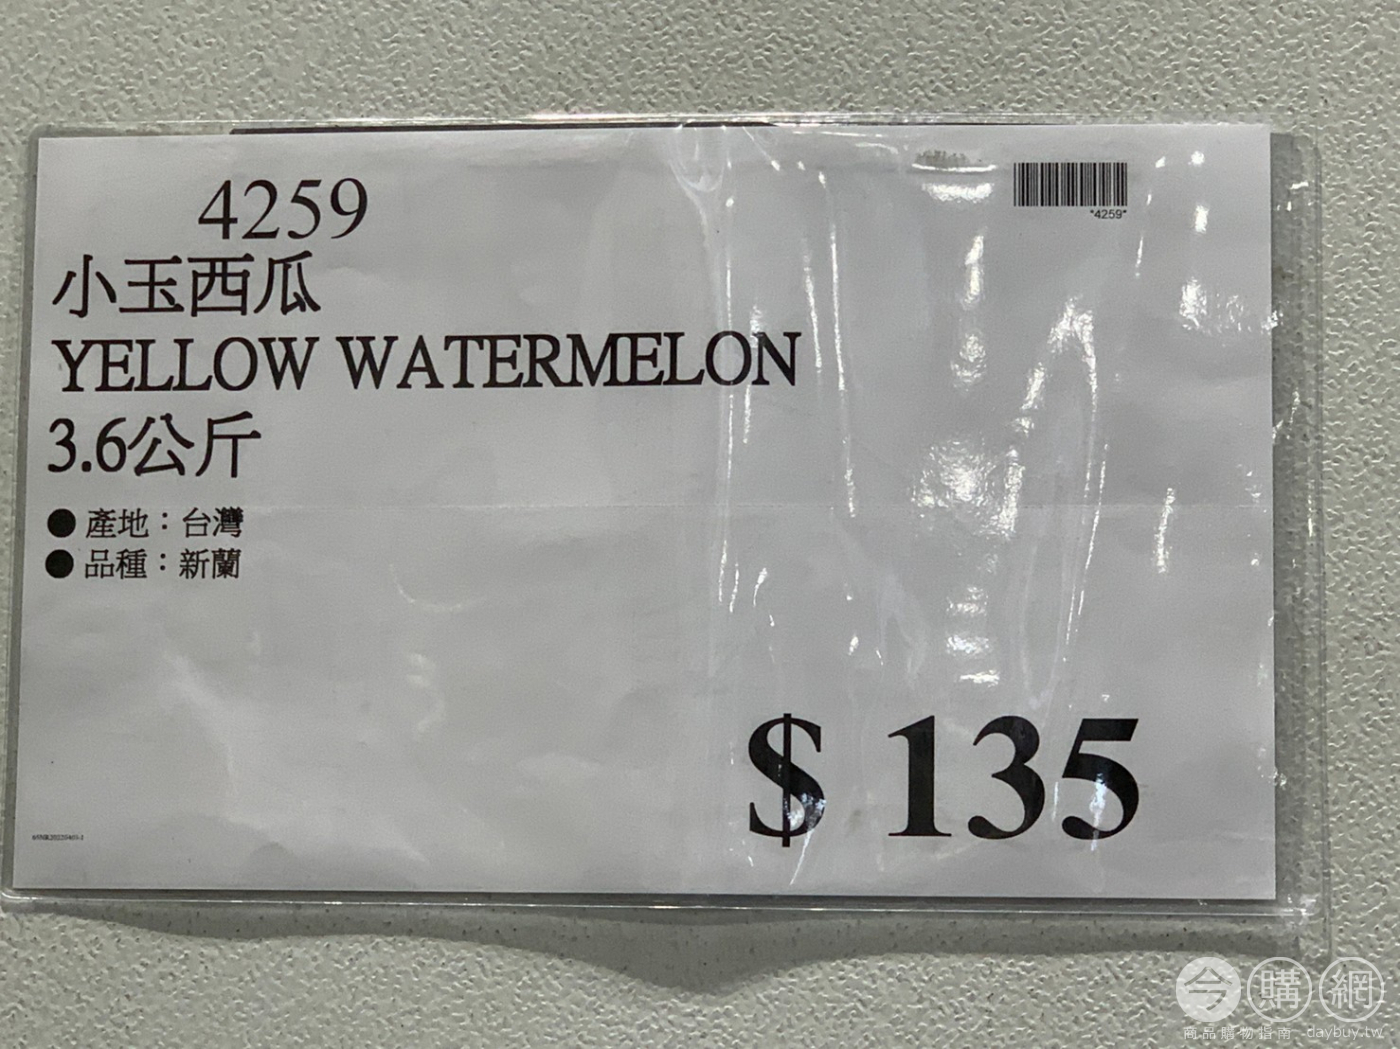 4259
*4259*
小玉西瓜
YELLOW WATERMELON
3.6公斤
● 產地：台灣
● 品種：新蘭
$ 135
今購網
商品購物指南 daybuy.tw